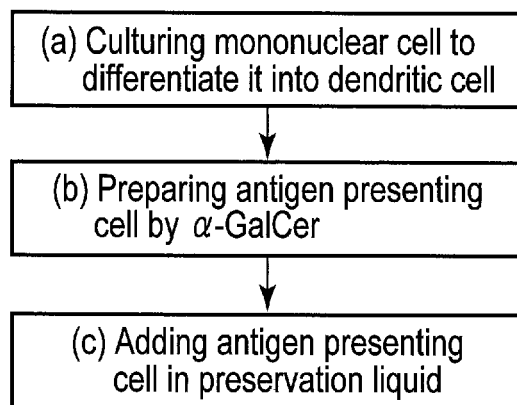 (a) Culturing mononuclear cell to
differentiate it into dendritic cell
(b) Preparing antigen presenting
cell by α-GalCer
(c) Adding antigen presenting
cell in preservation liquid